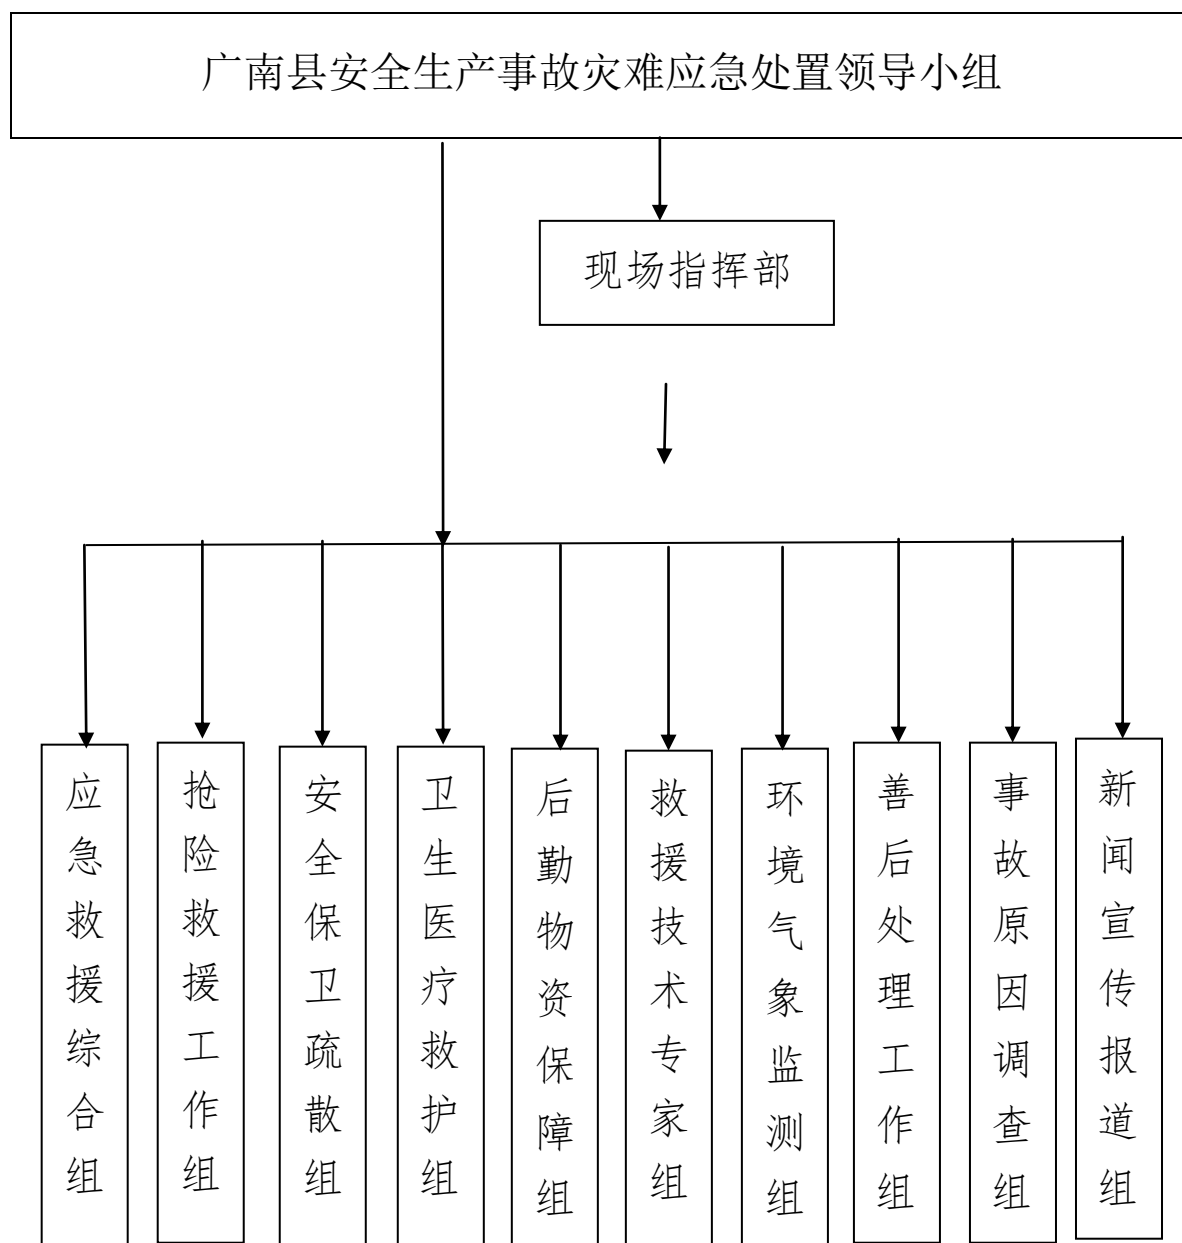 广南县安全生产事故灾难应急处置领导小组
现场指挥部
应急救援综合组
抢险救援工作组
安全保卫疏散组
卫生医疗救护组
后勤物资保障组
救援技术专家组
环境气象监测组
善后处理工作组
事故原因调查组
新闻宣传报道组